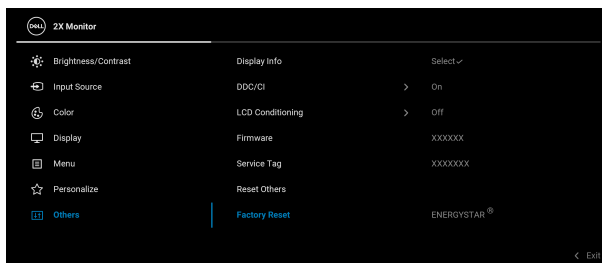 DELL 2X Monitor
Brightness/Contrast Display Info Select
Input Source DDC/CI > On
Color LCD Conditioning > Off
Display Firmware XXXXXX
Menu Service Tag XXXXXXX
Personalize Reset Others
Others Factory Reset ENERGYSTAR ®
< Exit